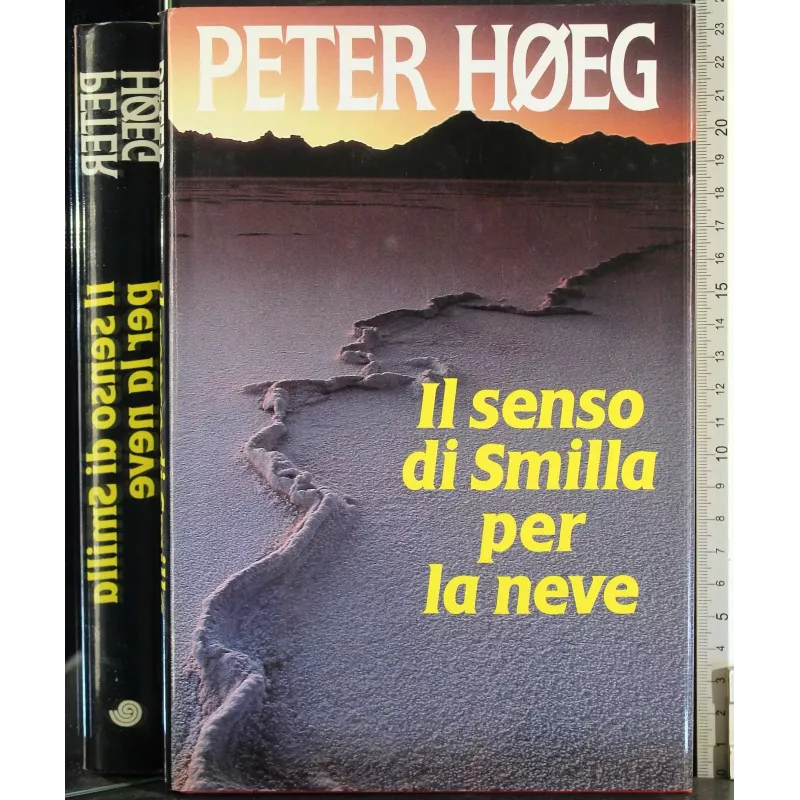 PETER HØEG
Il senso
di Smilla
per
la neve
PETER
HØEG
Il senso di Smilla
per la neve
23
22
21
20
19
18
17
16
15
14
13
12
11
10
9
8
7
6
5
4
3
2
1
0